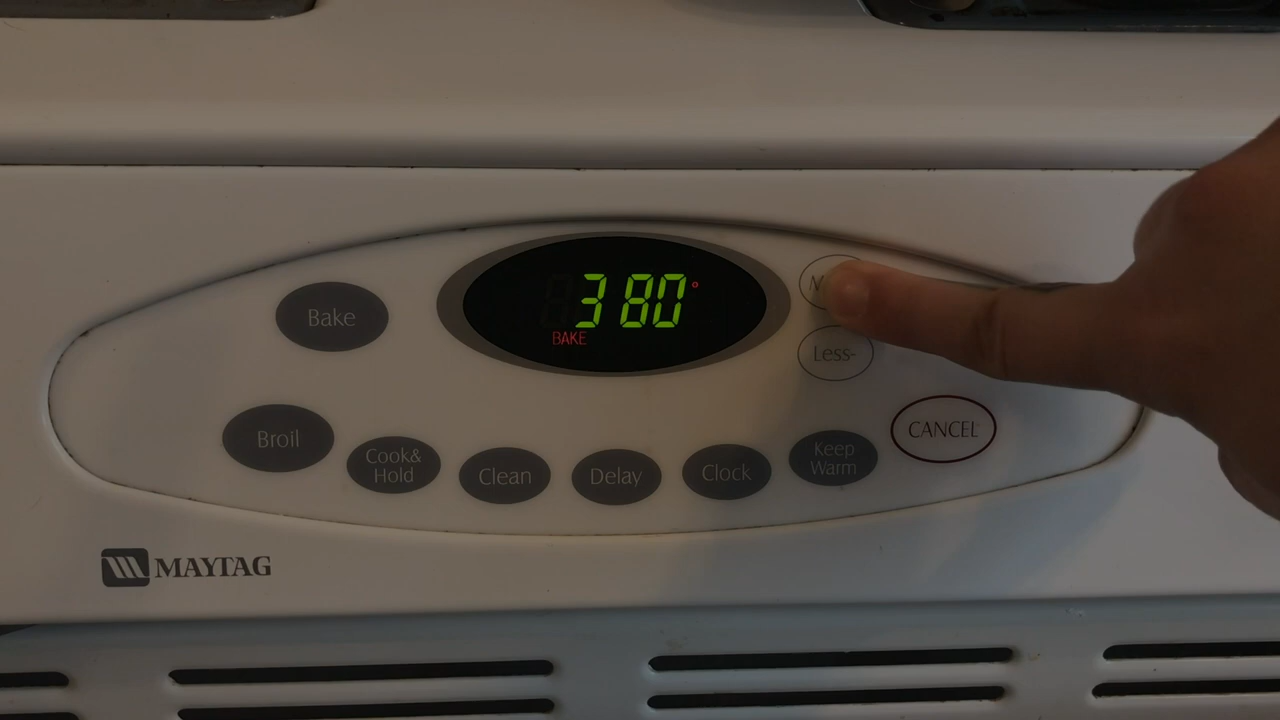 380°
BAKE
Bake
M
Less-
Broil
Cook&
Hold
Clean
Delay
Clock
Keep
Warm
CANCEL
MAYTAG